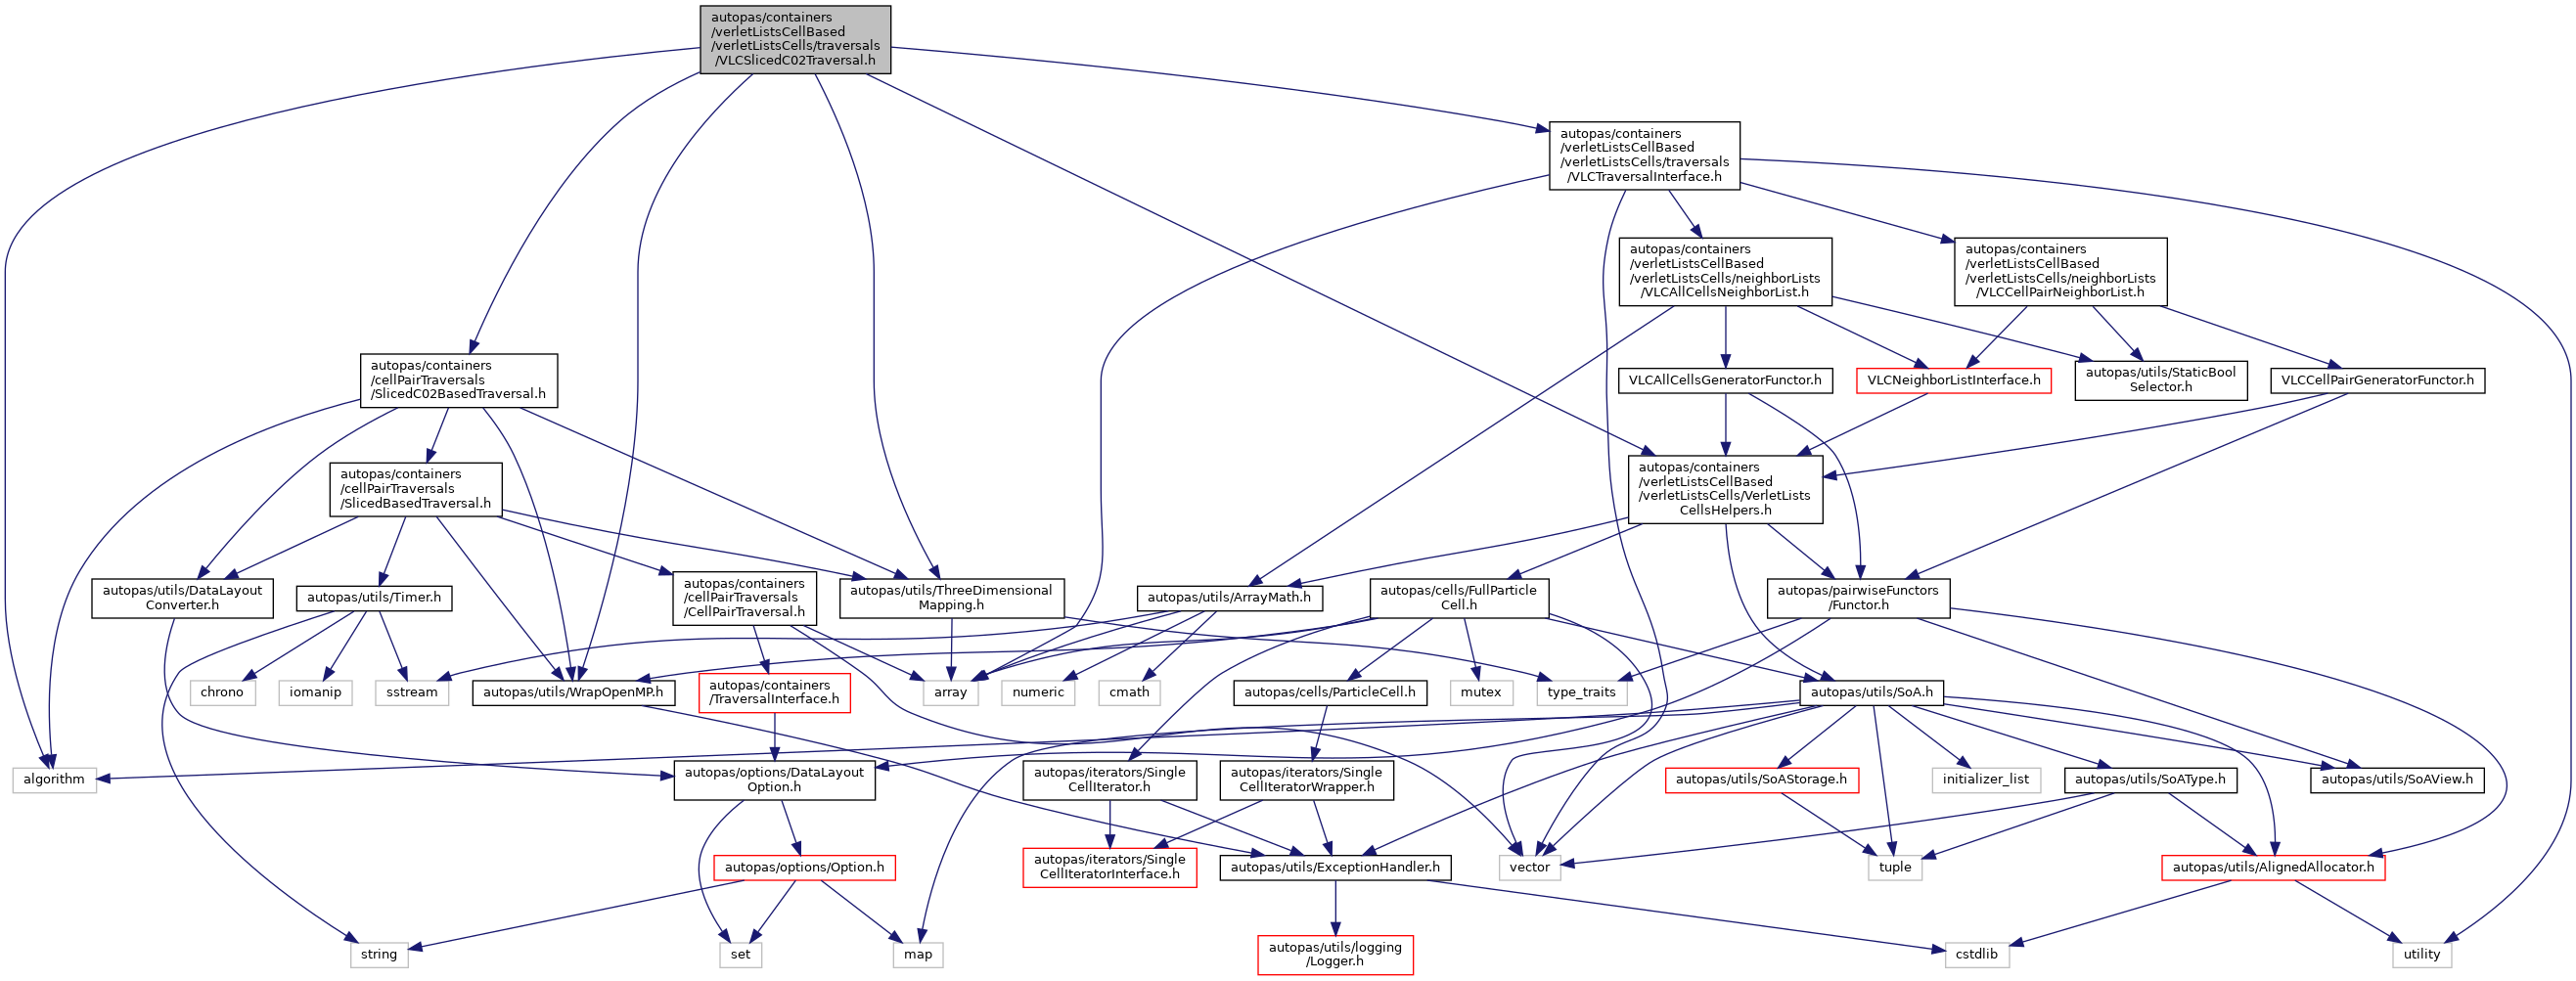 autopas/containers
/verletListsCellBased
/verletListsCells/traversals
/VLCSlicedC02Traversal.h
autopas/containers
/verletListsCellBased
/verletListsCells/traversals
/VLCTraversalInterface.h
autopas/containers
/verletListsCellBased
/verletListsCells/neighborLists
/VLCAllCellsNeighborList.h
autopas/containers
/verletListsCellBased
/verletListsCells/neighborLists
/VLCCellPairNeighborList.h
autopas/containers
/cellPairTraversals
/SlicedC02BasedTraversal.h
VLCAllCellsGeneratorFunctor.h
VLCNeighborListInterface.h
autopas/utils/StaticBool
Selector.h
VLCCellPairGeneratorFunctor.h
autopas/containers
/cellPairTraversals
/SlicedBasedTraversal.h
autopas/containers
/verletListsCellBased
/verletListsCells/VerletLists
CellsHelpers.h
autopas/utils/DataLayout
Converter.h
autopas/utils/Timer.h
autopas/containers
/cellPairTraversals
/CellPairTraversal.h
autopas/utils/ThreeDimensional
Mapping.h
autopas/utils/ArrayMath.h
autopas/cells/FullParticle
Cell.h
autopas/pairwiseFunctors
/Functor.h
chrono
iomanip
sstream
autopas/utils/WrapOpenMP.h
autopas/containers
/TraversalInterface.h
array
numeric
cmath
autopas/cells/ParticleCell.h
mutex
type_traits
autopas/utils/SoA.h
algorithm
autopas/options/DataLayout
Option.h
autopas/iterators/Single
CellIterator.h
autopas/iterators/Single
CellIteratorWrapper.h
autopas/utils/SoAStorage.h
initializer_list
autopas/utils/SoAType.h
autopas/utils/SoAView.h
autopas/options/Option.h
autopas/iterators/Single
CellIteratorInterface.h
autopas/utils/ExceptionHandler.h
vector
tuple
autopas/utils/AlignedAllocator.h
string
set
map
autopas/utils/logging
/Logger.h
cstdlib
utility